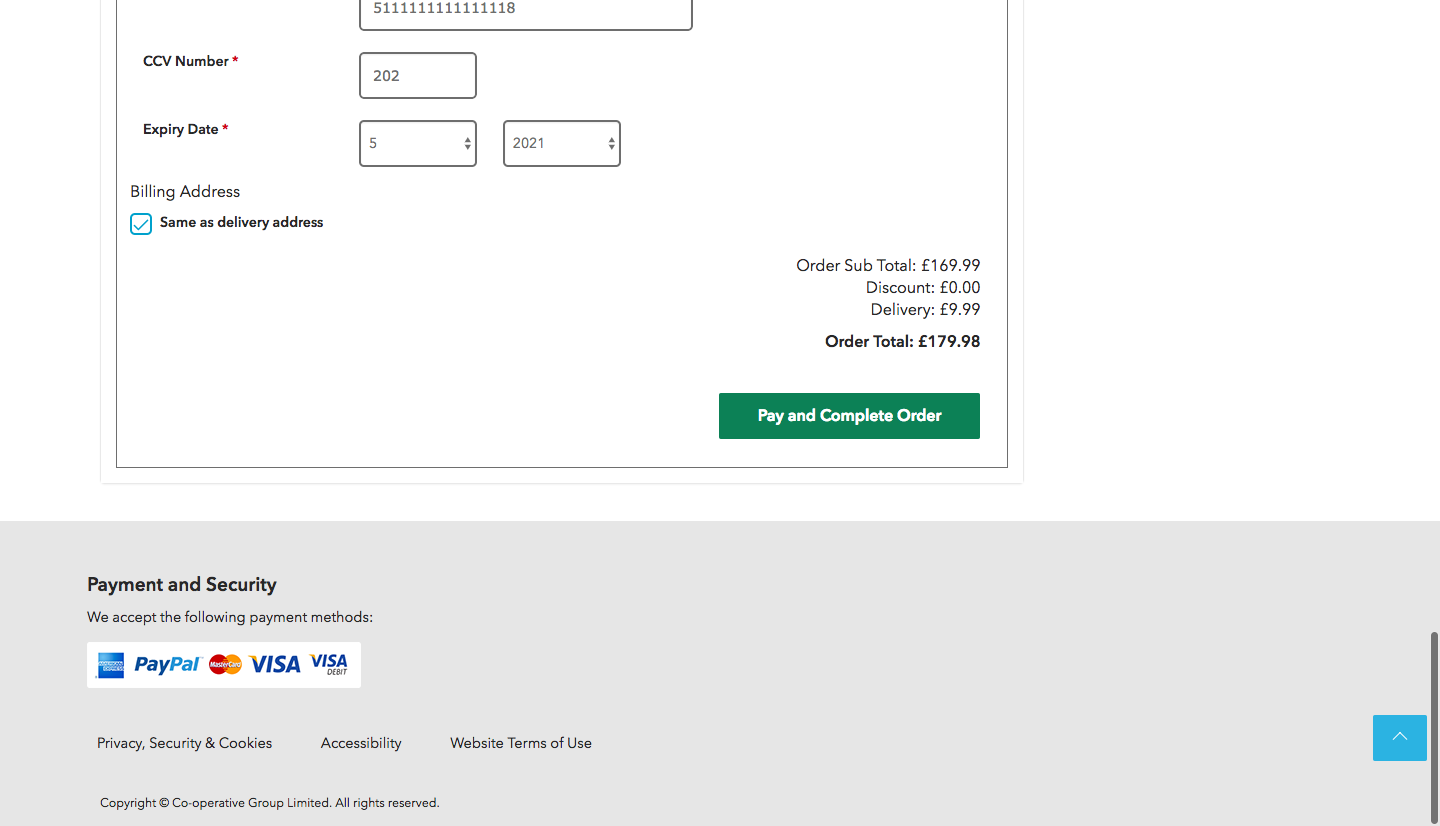 5111111111111118
CCV Number *
202
Expiry Date *
5 2021
Billing Address
Same as delivery address
Order Sub Total: £169.99
Discount: £0.00
Delivery: £9.99
Order Total: £179.98
Pay and Complete Order
Payment and Security
We accept the following payment methods:
AMERICAN EXPRESS PayPal MasterCard VISA VISA DEBIT
Privacy, Security & Cookies Accessibility Website Terms of Use
Copyright © Co-operative Group Limited. All rights reserved.